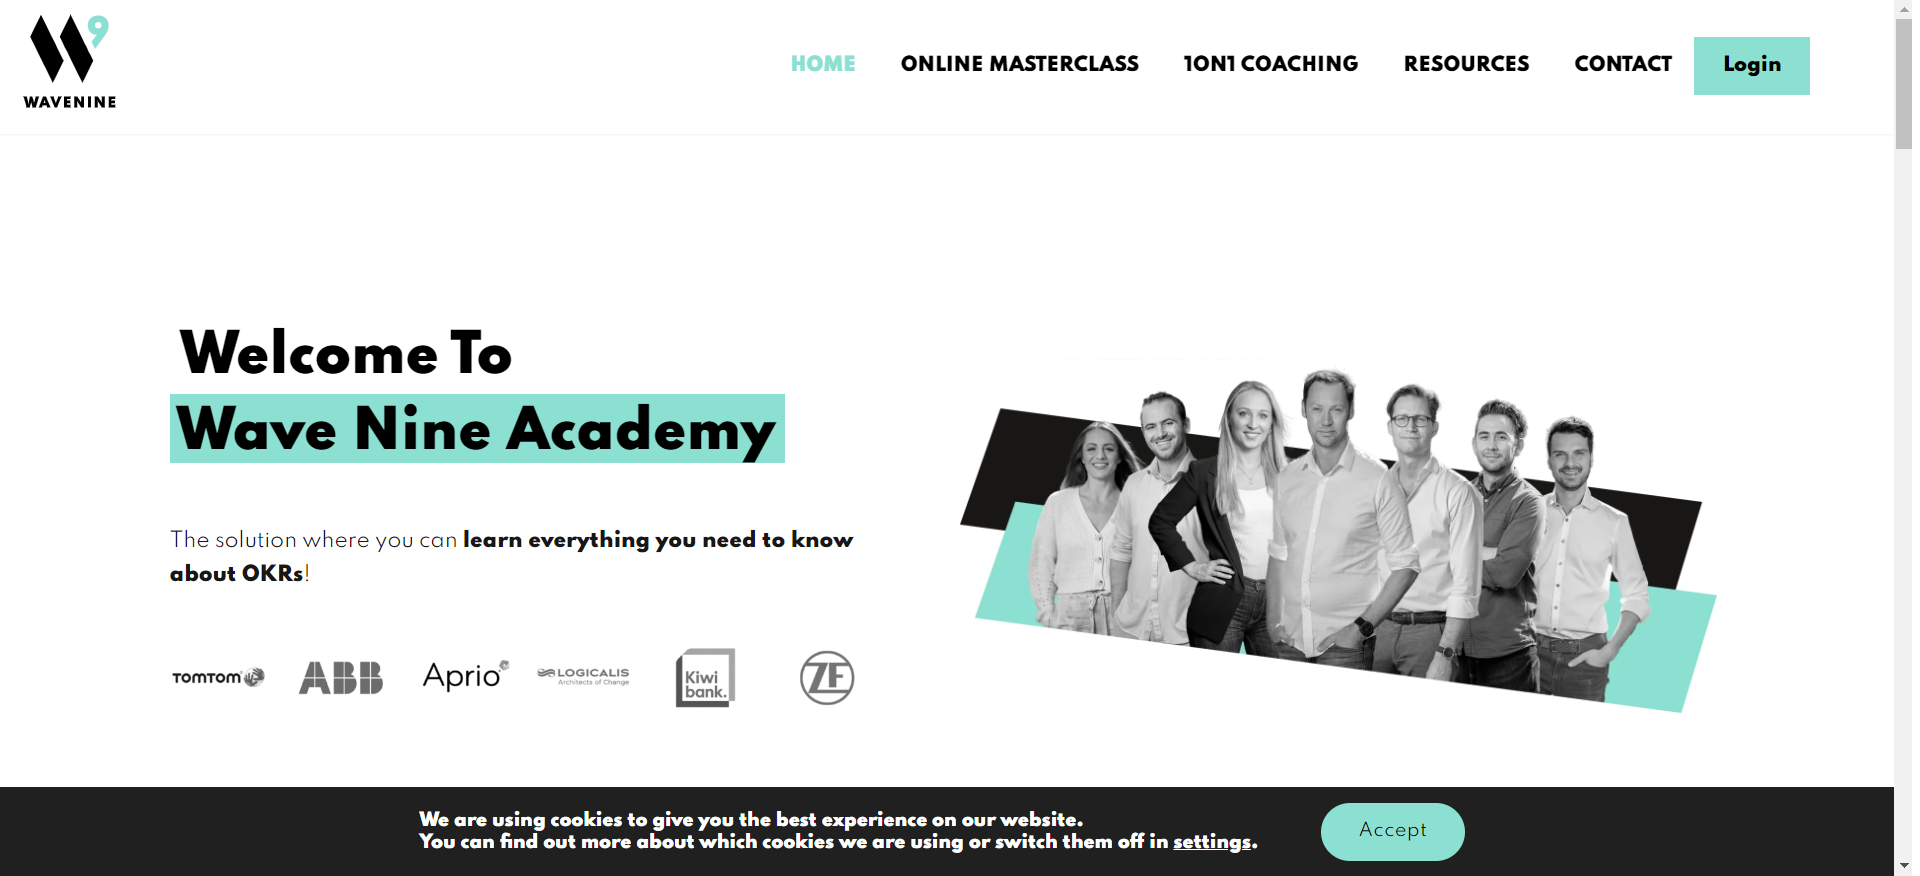 W9
WAVENINE
HOME
ONLINE MASTERCLASS
1ON1 COACHING
RESOURCES
CONTACT
Login
Welcome To
Wave Nine Academy
The solution where you can learn everything you need to know
about OKRs!
TOMTOM
ABB
Aprio
LOGICALIS
Architects of Change
Kiwi
bank.
ZF
We are using cookies to give you the best experience on our website.
You can find out more about which cookies we are using or switch them off in settings.
Accept